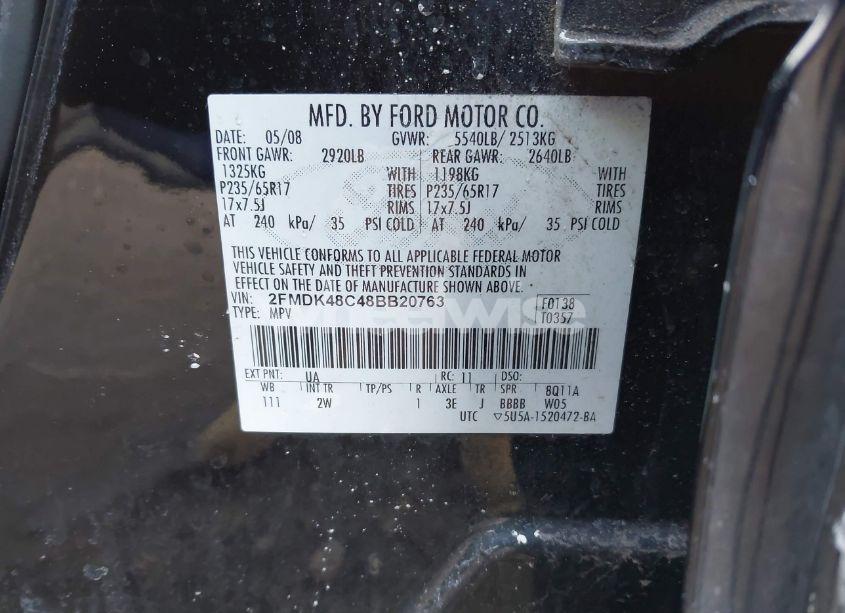 MFD. BY FORD MOTOR CO.
DATE: 05/08 GVWR: 5540LB/ 2513KG
FRONT GAWR: 2920LB REAR GAWR: 2640LB
1325KG WITH 1198KG WITH
P235/65R17 TIRES P235/65R17 TIRES
17x7.5J RIMS 17x7.5J RIMS
AT 240 kPa/ 35 PSI COLD AT 240 kPa/ 35 PSI COLD
THIS VEHICLE CONFORMS TO ALL APPLICABLE FEDERAL MOTOR
VEHICLE SAFETY AND THEFT PREVENTION STANDARDS IN
EFFECT ON THE DATE OF MANUFACTURE SHOWN ABOVE.
VIN: 2FMDK48C48BB20763 F0138
TYPE: MPV T0357
EXT PNT: UA RC: 11 DSO:
WB INT TR TP/PS R AXLE TR SPR 8Q11A
111 2W 1 3E J BBBB W05
UTC ▽5U5A-1520472-BA